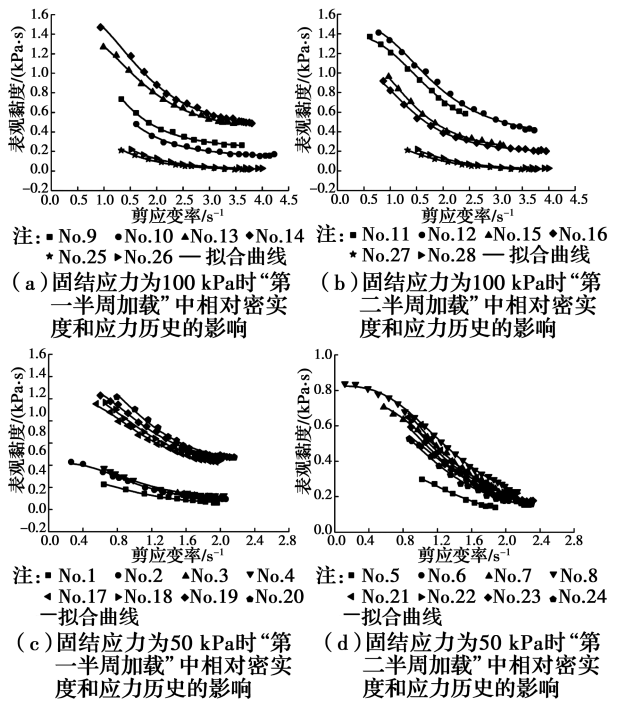 表观黏度/(kPa·s)
1.6
1.4
1.2
1.0
0.8
0.6
0.4
0.2
0.0
−0.2
0.0 0.5 1.0 1.5 2.0 2.5 3.0 3.5 4.0 4.5
剪应变率/s⁻¹
注：■ No.9 ● No.10 ▲No.13 ◆No.14
★No.25 ▶No.26 —拟合曲线
(a)固结应力为100 kPa时“第
一半周加载”中相对密实
度和应力历史的影响
表观黏度/(kPa·s)
1.6
1.4
1.2
1.0
0.8
0.6
0.4
0.2
0.0
−0.2
0.0 0.5 1.0 1.5 2.0 2.5 3.0 3.5 4.0 4.5
剪应变率/s⁻¹
注：■ No.11 ● No.12 ▲No.15 ◆No.16
★No.27 ▶No.28 — 拟合曲线
(b)固结应力为100 kPa时“第
二半周加载”中相对密实
度和应力历史的影响
表观黏度/(kPa·s)
1.6
1.4
1.2
1.0
0.8
0.6
0.4
0.2
0.0
−0.2
0.0 0.4 0.8 1.2 1.6 2.0 2.4 2.8
剪应变率/s⁻¹
注：■ No.1 ● No.2 ▲No.3 ▼No.4
◀No.17 ▶No.18 ◆No.19 ⬟No.20
—拟合曲线
(c)固结应力为50 kPa时“第
一半周加载”中相对密实
度和应力历史的影响
表观黏度/(kPa·s)
1.0
0.8
0.6
0.4
0.2
0.0
0.0 0.4 0.8 1.2 1.6 2.0 2.4 2.8
剪应变率/s⁻¹
注：■ No.5 ● No.6 ▲No.7 ▼No.8
◀No.21 ▶No.22 ◆No.23 ⬟No.24
—拟合曲线
(d)固结应力为50 kPa时“第
二半周加载”中相对密实
度和应力历史的影响